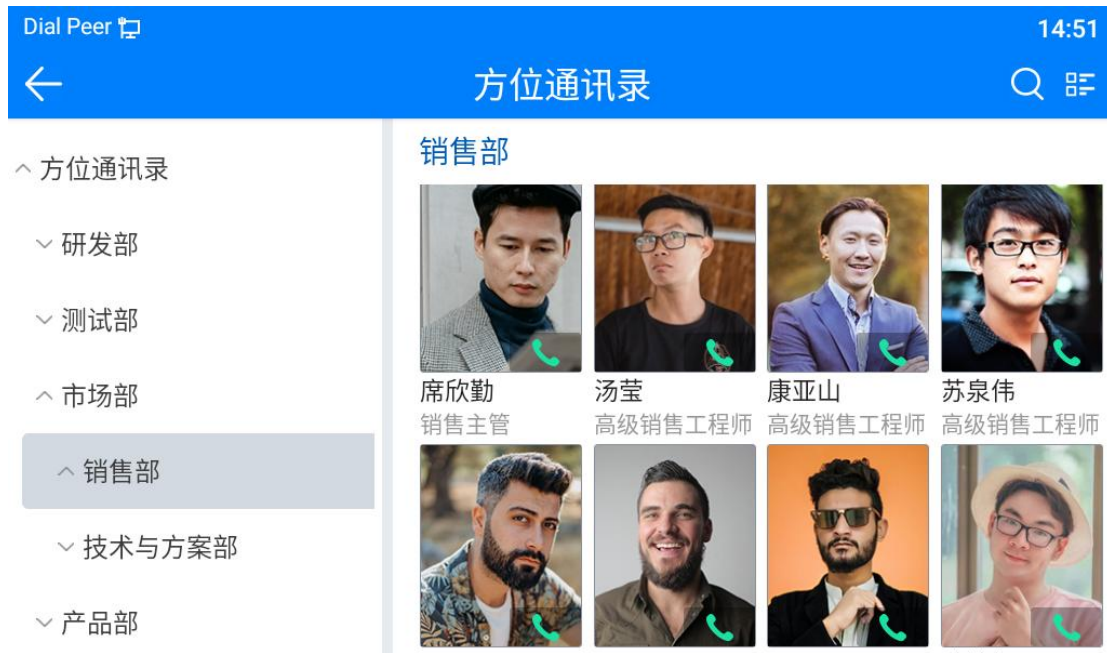 Dial Peer
14:51
方位通讯录
方位通讯录
研发部
测试部
市场部
销售部
技术与方案部
产品部
销售部
席欣勤
销售主管
汤莹
高级销售工程师
康亚山
高级销售工程师
苏泉伟
高级销售工程师